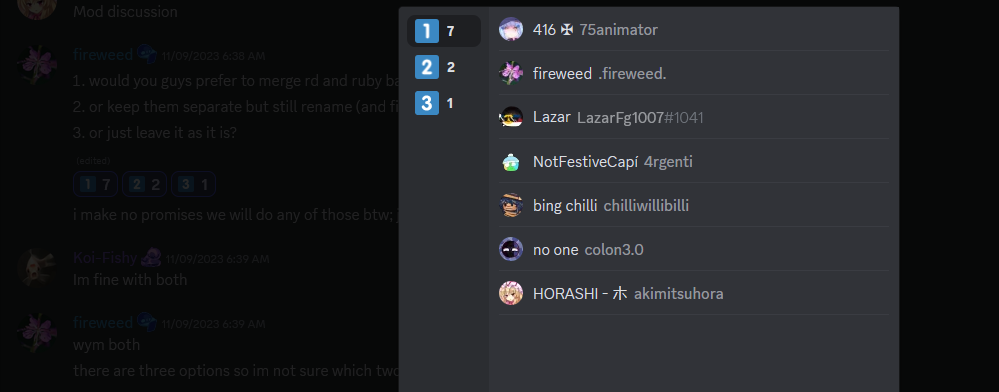 Mod discussion
fireweed 11/09/2023 6:38 AM
1. would you guys prefer to merge rd and ruby ba
2. or keep them separate but still rename (and fi
3. or just leave it as it is?
(edited)
1 7 2 2 3 1
i make no promises we will do any of those btw;
Koi-Fishy 11/09/2023 6:39 AM
Im fine with both
fireweed 11/09/2023 6:39 AM
wym both
there are three options so im not sure which two
1 7
2 2
3 1
416 ✠ 75animator
fireweed .fireweed.
Lazar LazarFg1007#1041
NotFestiveCapí 4rgenti
bing chilli chilliwillibilli
no one colon3.0
HORASHI - ホ akimitsuhora